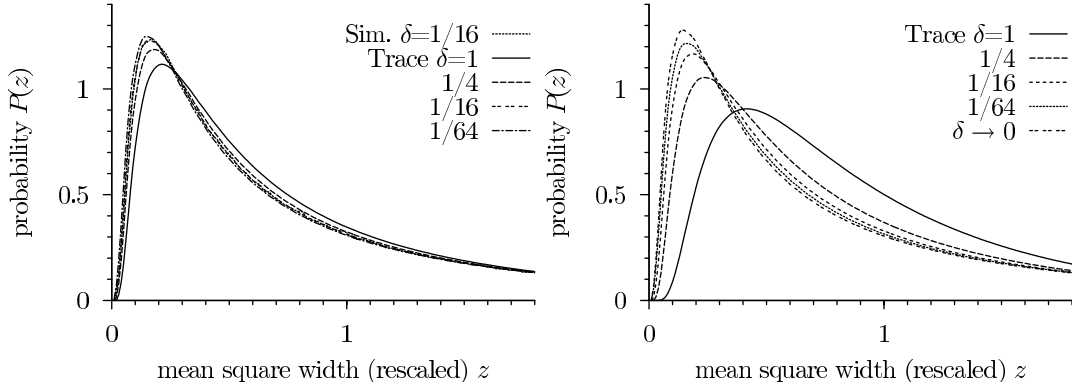 probability P(z)
1
0.5
0
0
1
mean square width (rescaled) z
Sim. δ=1/16
Trace δ=1
1/4
1/16
1/64
probability P(z)
1
0.5
0
0
1
mean square width (rescaled) z
Trace δ=1
1/4
1/16
1/64
δ → 0